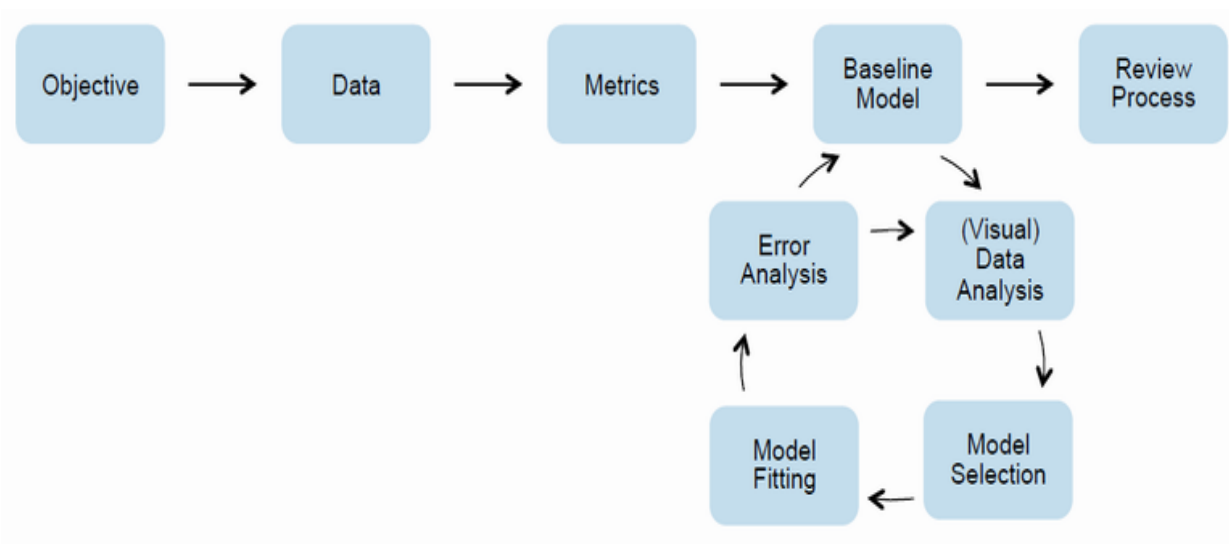 Objective
Data
Metrics
Baseline
Model
Review
Process
Error
Analysis
(Visual)
Data
Analysis
Model
Fitting
Model
Selection